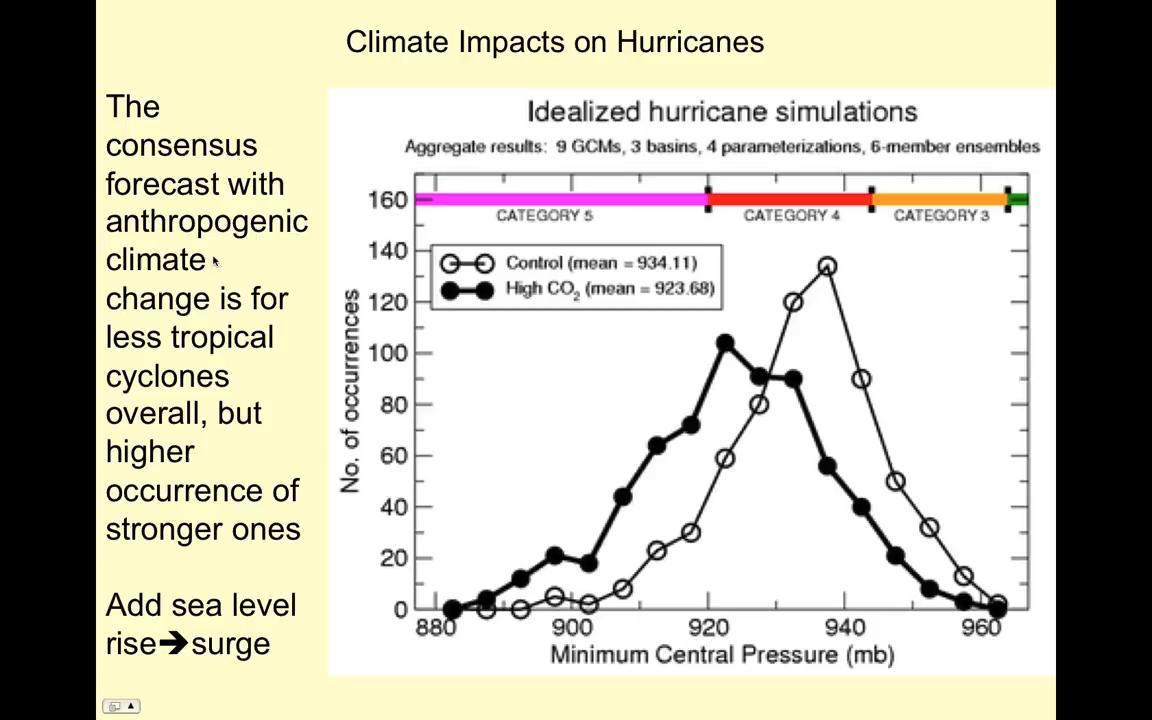 Climate Impacts on Hurricanes
The
consensus
forecast with
anthropogenic
climate
change is for
less tropical
cyclones
overall, but
higher
occurrence of
stronger ones
Add sea level
rise➔surge
Idealized hurricane simulations
Aggregate results: 9 GCMs, 3 basins, 4 parameterizations, 6-member ensembles
CATEGORY 5 CATEGORY 4 CATEGORY 3
Control (mean = 934.11)
High CO₂ (mean = 923.68)
No. of occurrences
160
140
120
100
80
60
40
20
0
880 900 920 940 960
Minimum Central Pressure (mb)